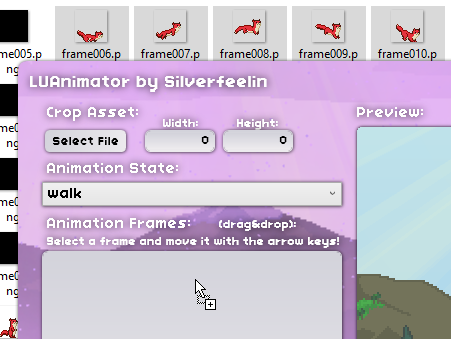 me005.p
ng
frame006.p
frame007.p
frame008.p
frame009.p
frame010.p
LUAnimator by Silverfeelin
Crop Asset:
Width:
Height:
Preview:
Select File
0
0
Animation State:
walk
Animation Frames:
(drag&drop):
Select a frame and move it with the arrow keys!